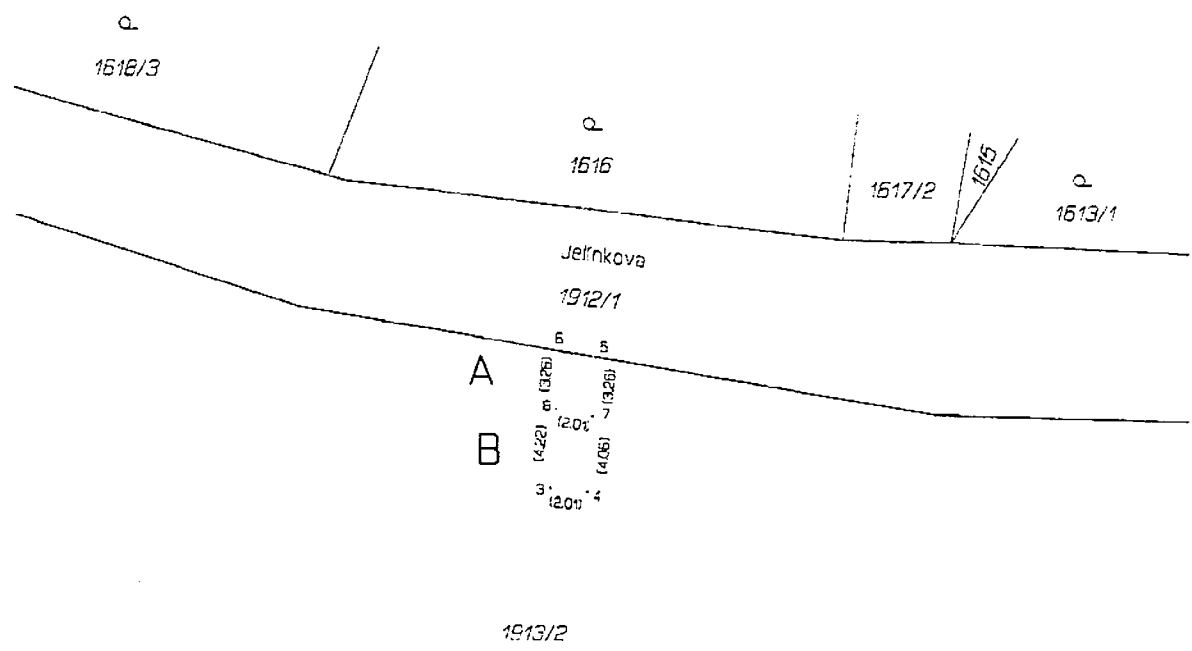 1618/3
1616
1617/2
1615
1613/1
Jelínkova
1912/1
6 5
A
(3.26) (3.26)
8 (2.01) 7
B
(4.22) (4.06)
3 (2.01) 4
1913/2